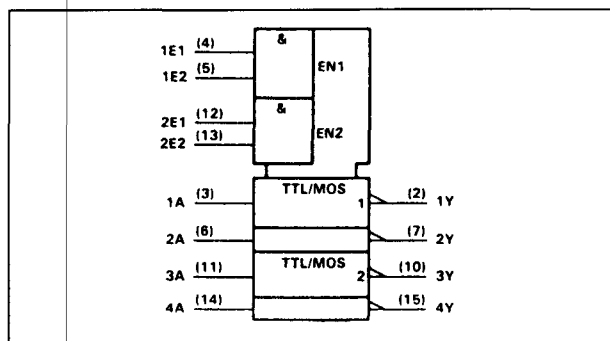 &
1E1 (4)
1E2 (5) EN1
&
2E1 (12)
2E2 (13) EN2
TTL/MOS
1A (3) 1 (2) 1Y
2A (6) (7) 2Y
TTL/MOS
3A (11) 2 (10) 3Y
4A (14) (15) 4Y